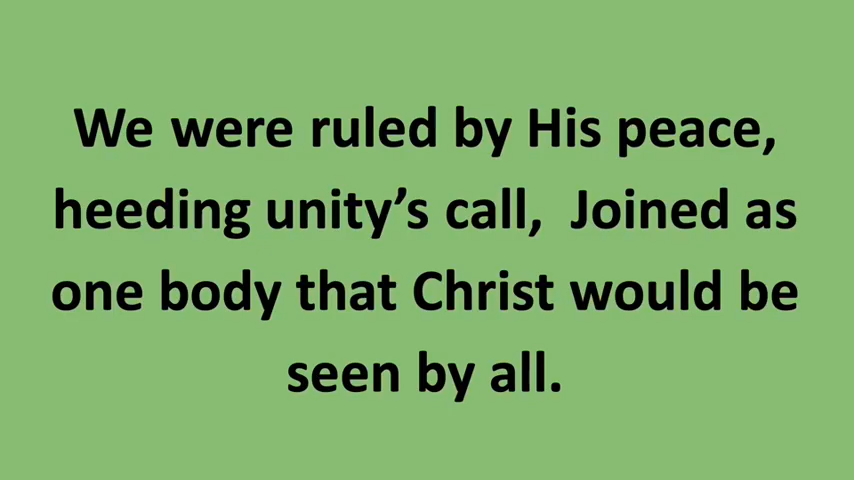 We were ruled by His peace,
heeding unity’s call,  Joined as
one body that Christ would be
seen by all.